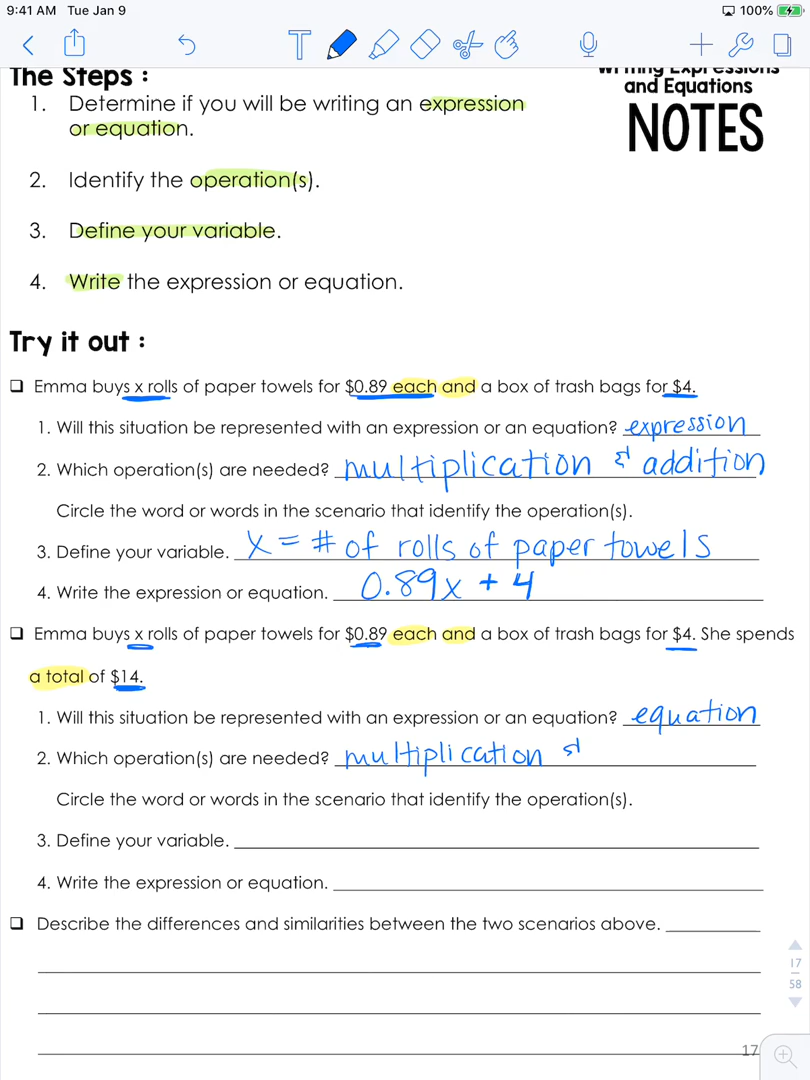 9:41 AM Tue Jan 9 100%
T
The Steps :
Writing Expressions
and Equations
NOTES
1. Determine if you will be writing an expression
or equation.
2. Identify the operation(s).
3. Define your variable.
4. Write the expression or equation.
Try it out :
❑ Emma buys x rolls of paper towels for $0.89 each and a box of trash bags for $4.
1. Will this situation be represented with an expression or an equation? expression
2. Which operation(s) are needed? multiplication & addition
Circle the word or words in the scenario that identify the operation(s).
3. Define your variable. x = # of rolls of paper towels
4. Write the expression or equation. 0.89x + 4
❑ Emma buys x rolls of paper towels for $0.89 each and a box of trash bags for $4. She spends
a total of $14.
1. Will this situation be represented with an expression or an equation? equation
2. Which operation(s) are needed? multiplication &
Circle the word or words in the scenario that identify the operation(s).
3. Define your variable.
4. Write the expression or equation.
❑ Describe the differences and similarities between the two scenarios above.
17
58
17